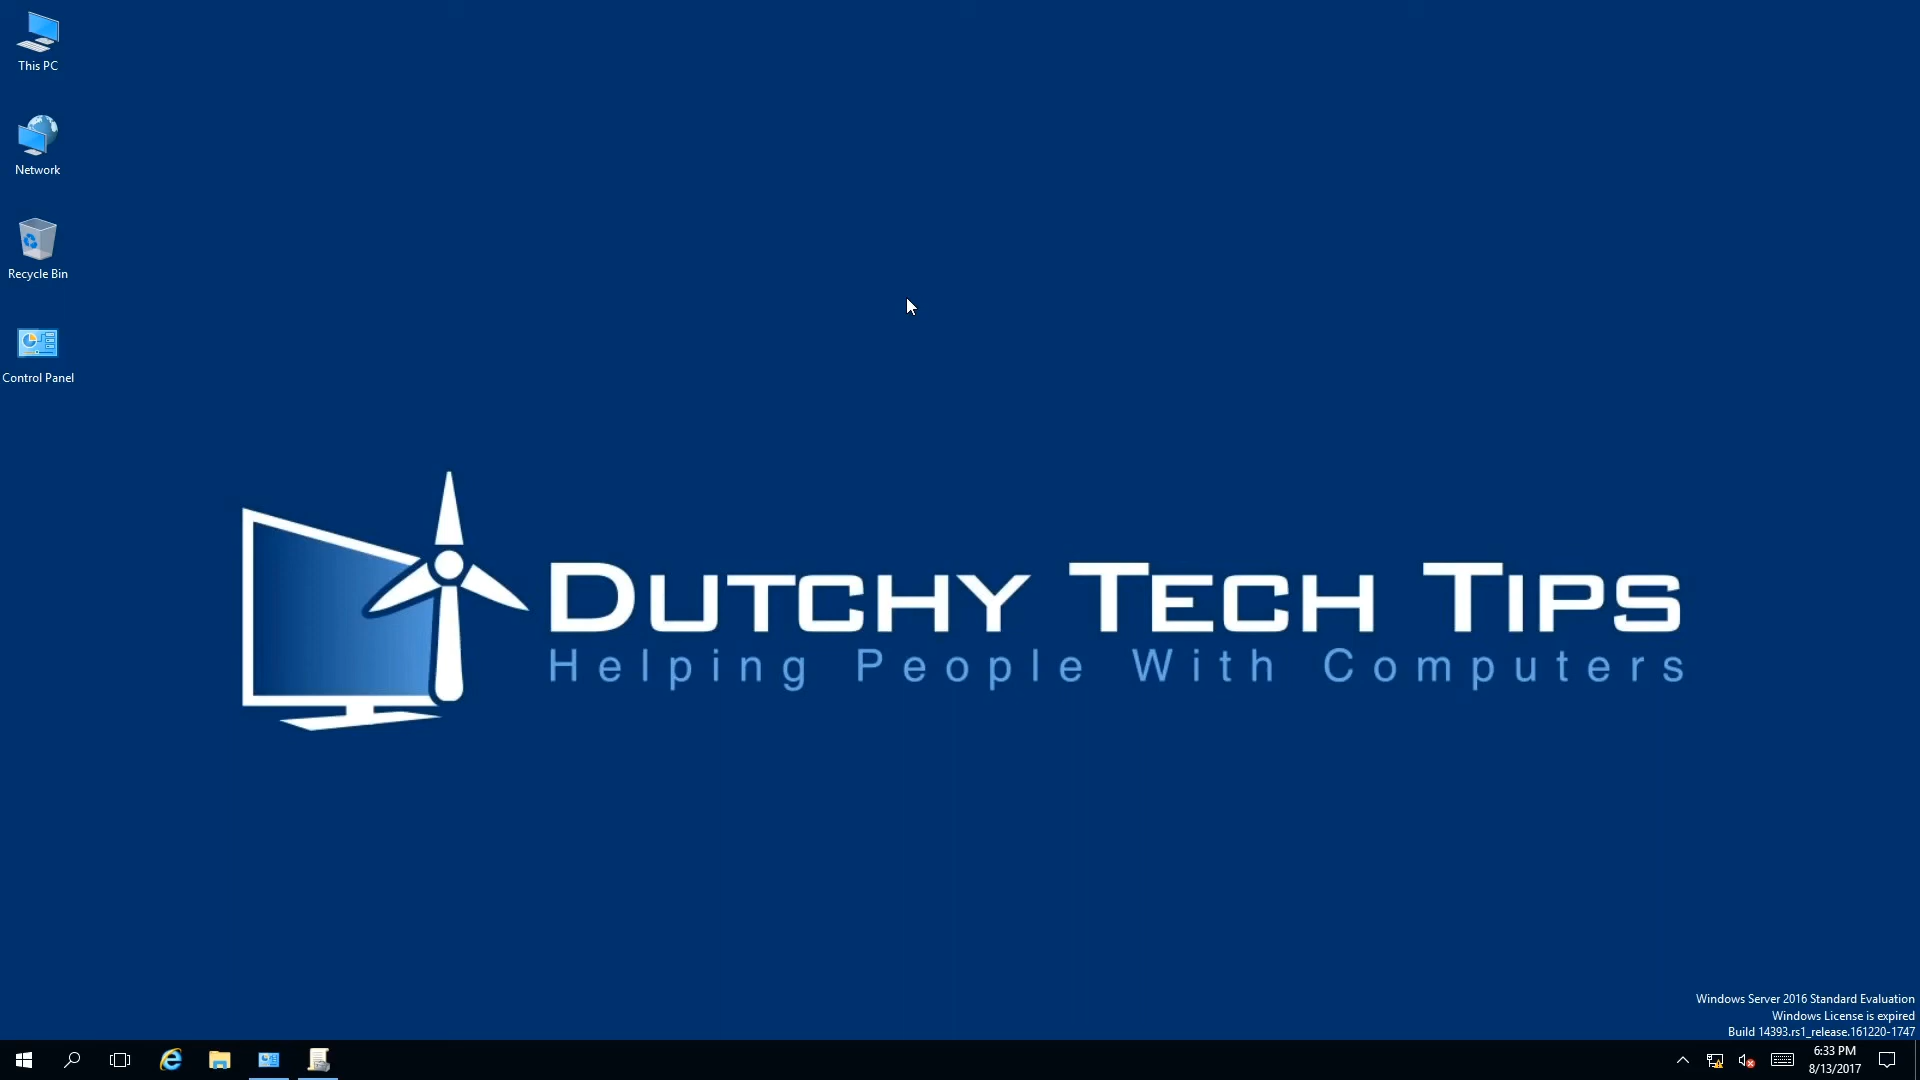 This PC
Network
Recycle Bin
Control Panel
DUTCHY TECH TIPS
Helping People With Computers
Windows Server 2016 Standard Evaluation
Windows License is expired
Build 14393.rs1_release.161220-1747
6:33 PM
8/13/2017